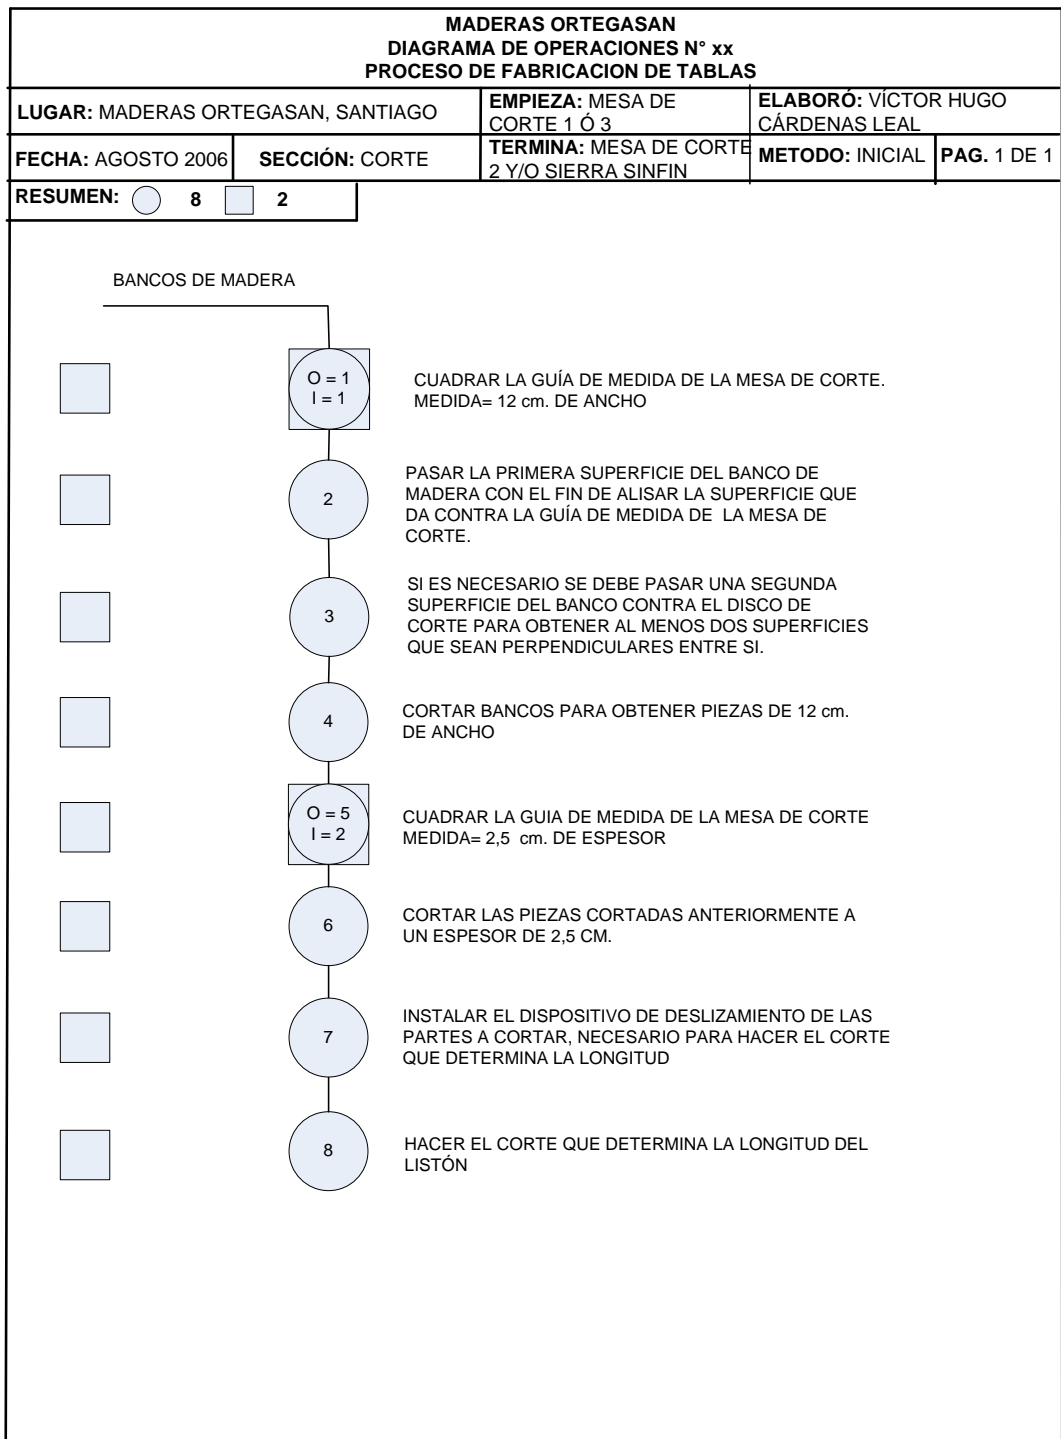 MADERAS ORTEGASAN
DIAGRAMA DE OPERACIONES N° xx
PROCESO DE FABRICACION DE TABLAS
LUGAR: MADERAS ORTEGASAN, SANTIAGO
EMPIEZA: MESA DE
CORTE 1 Ó 3
ELABORÓ: VÍCTOR HUGO
CÁRDENAS LEAL
FECHA: AGOSTO 2006
SECCIÓN: CORTE
TERMINA: MESA DE CORTE
2 Y/O SIERRA SINFIN
METODO: INICIAL
PAG. 1 DE 1
RESUMEN: 8 2
BANCOS DE MADERA
O = 1
I = 1
CUADRAR LA GUÍA DE MEDIDA DE LA MESA DE CORTE.
MEDIDA= 12 cm. DE ANCHO
2
PASAR LA PRIMERA SUPERFICIE DEL BANCO DE
MADERA CON EL FIN DE ALISAR LA SUPERFICIE QUE
DA CONTRA LA GUÍA DE MEDIDA DE LA MESA DE
CORTE.
3
SI ES NECESARIO SE DEBE PASAR UNA SEGUNDA
SUPERFICIE DEL BANCO CONTRA EL DISCO DE
CORTE PARA OBTENER AL MENOS DOS SUPERFICIES
QUE SEAN PERPENDICULARES ENTRE SI.
4
CORTAR BANCOS PARA OBTENER PIEZAS DE 12 cm.
DE ANCHO
O = 5
I = 2
CUADRAR LA GUIA DE MEDIDA DE LA MESA DE CORTE
MEDIDA= 2,5 cm. DE ESPESOR
6
CORTAR LAS PIEZAS CORTADAS ANTERIORMENTE A
UN ESPESOR DE 2,5 CM.
7
INSTALAR EL DISPOSITIVO DE DESLIZAMIENTO DE LAS
PARTES A CORTAR, NECESARIO PARA HACER EL CORTE
QUE DETERMINA LA LONGITUD
8
HACER EL CORTE QUE DETERMINA LA LONGITUD DEL
LISTÓN